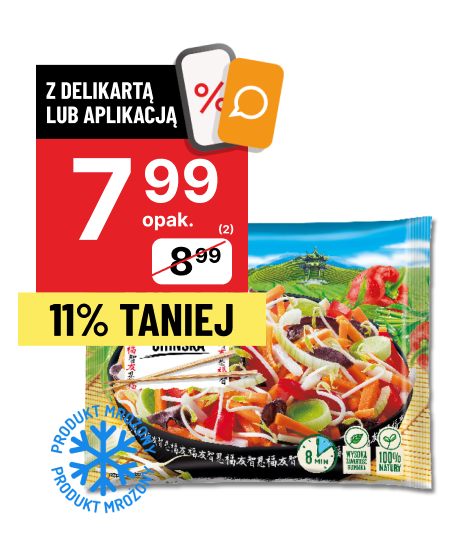 Z DELIKARTĄ
LUB APLIKACJĄ
%
7 99
opak.
(2)
8 99
11% TANIEJ
CHIŃSKA
8 MIN
WYSOKA
ZAWARTOŚĆ
BŁONNIKA
100%
NATURY
PRODUKT MROŻONY
PRODUKT MROŻONY